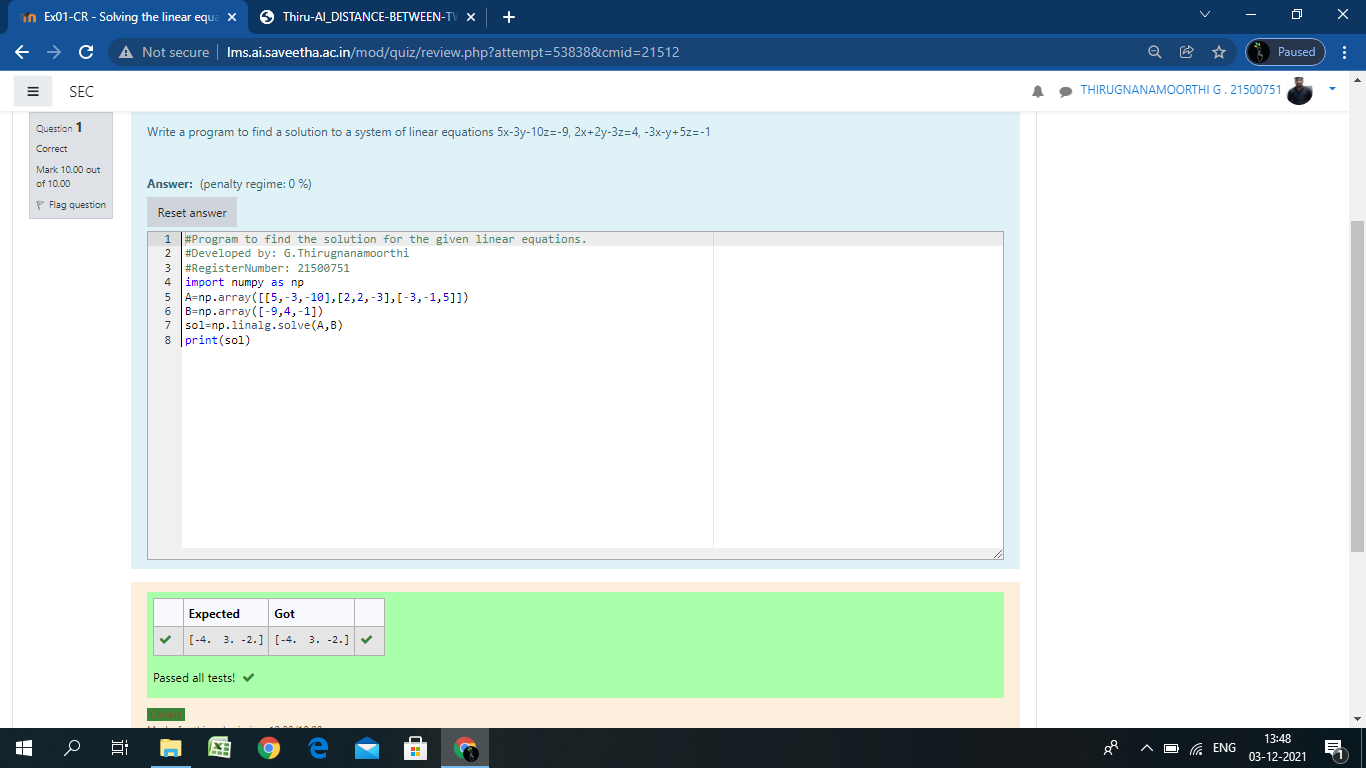 Ex01-CR - Solving the linear equa
Thiru-AI_DISTANCE-BETWEEN-TW
Not secure
lms.ai.saveetha.ac.in/mod/quiz/review.php?attempt=53838&cmid=21512
Paused
SEC
THIRUGNANAMOORTHI G . 21500751
Question 1
Correct
Mark 10.00 out
of 10.00
Flag question
Write a program to find a solution to a system of linear equations 5x-3y-10z=-9, 2x+2y-3z=4, -3x-y+5z=-1
Answer: (penalty regime: 0 %)
Reset answer
1 #Program to find the solution for the given linear equations.
2 #Developed by: G.Thirugnanamoorthi
3 #RegisterNumber: 21500751
4 import numpy as np
5 A=np.array([[5,-3,-10],[2,2,-3],[-3,-1,5]])
6 B=np.array([-9,4,-1])
7 sol=np.linalg.solve(A,B)
8 print(sol)
Expected Got
[-4. 3. -2.] [-4. 3. -2.]
Passed all tests!
ENG
13:48
03-12-2021
1